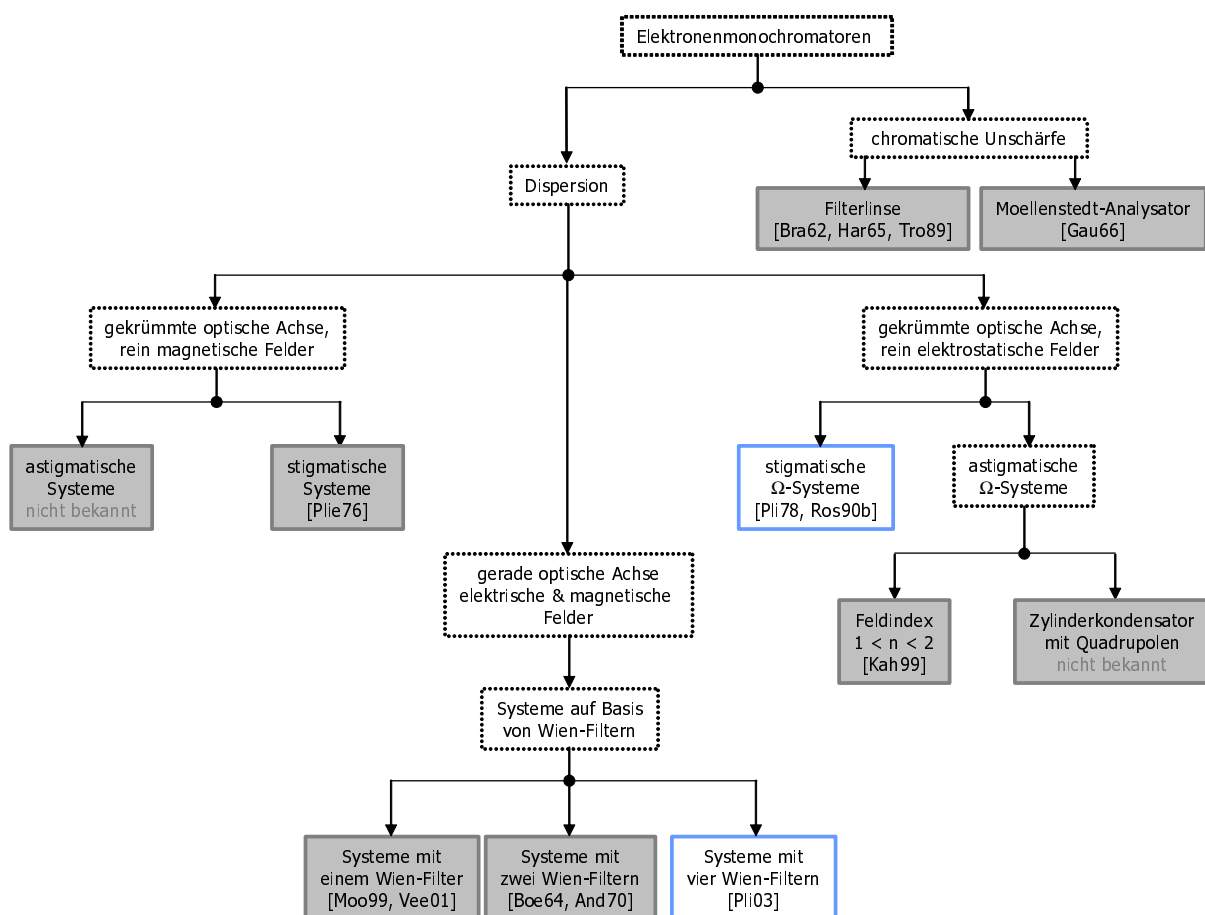 Elektronenmonochromatoren
chromatische Unschärfe
Dispersion
Filterlinse
[Bra62, Har65, Tro89]
Moellenstedt-Analysator
[Gau66]
gekrümmte optische Achse,
rein magnetische Felder
gekrümmte optische Achse,
rein elektrostatische Felder
astigmatische
Systeme
nicht bekannt
stigmatische
Systeme
[Plie76]
stigmatische
Ω-Systeme
[Pli78, Ros90b]
astigmatische
Ω-Systeme
gerade optische Achse
elektrische & magnetische
Felder
Feldindex
1 < n < 2
[Kah99]
Zylinderkondensator
mit Quadrupolen
nicht bekannt
Systeme auf Basis
von Wien-Filtern
Systeme mit
einem Wien-Filter
[Moo99, Vee01]
Systeme mit
zwei Wien-Filtern
[Boe64, And70]
Systeme mit
vier Wien-Filtern
[Pli03]